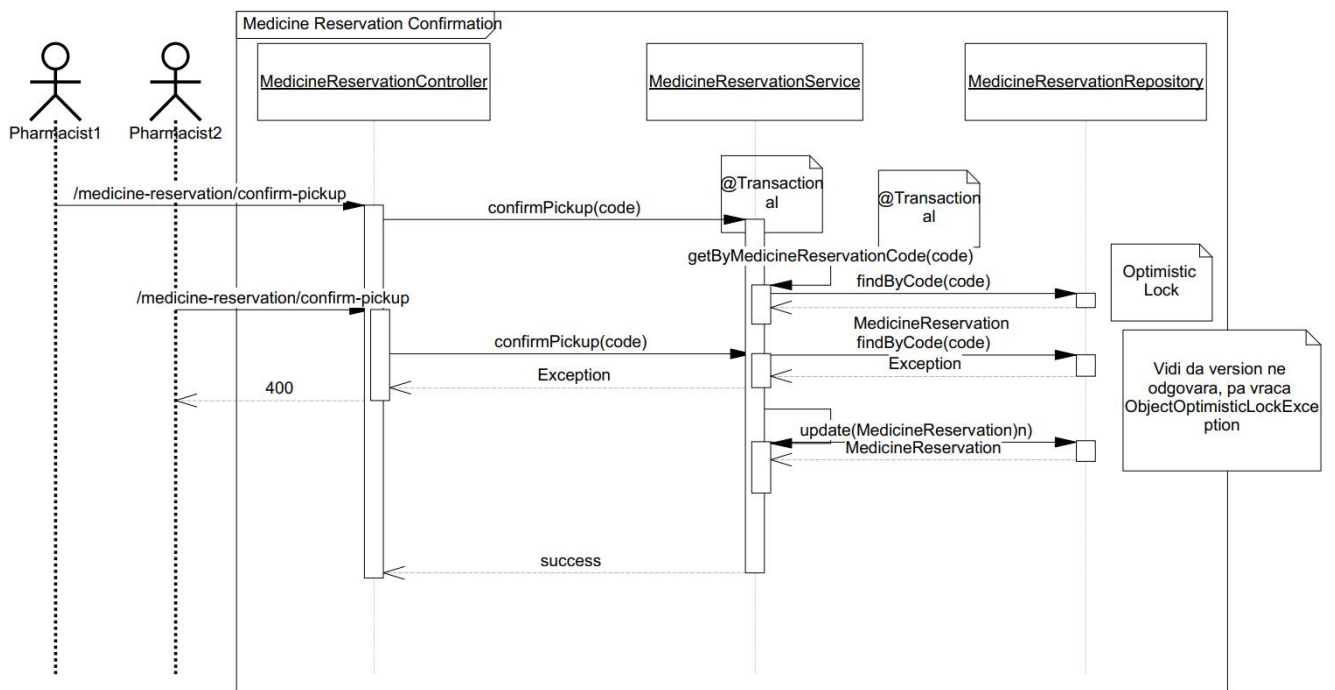 Medicine Reservation Confirmation
MedicineReservationController
MedicineReservationService
MedicineReservationRepository
Pharmacist1
Pharmacist2
@Transaction
al
@Transaction
al
/medicine-reservation/confirm-pickup
confirmPickup(code)
getByMedicineReservationCode(code)
Optimistic
Lock
findByCode(code)
/medicine-reservation/confirm-pickup
MedicineReservation
confirmPickup(code)
findByCode(code)
Exception
Exception
400
Vidi da version ne
odgovara, pa vraca
ObjectOptimisticLockExce
ption
update(MedicineReservation)n)
MedicineReservation
success